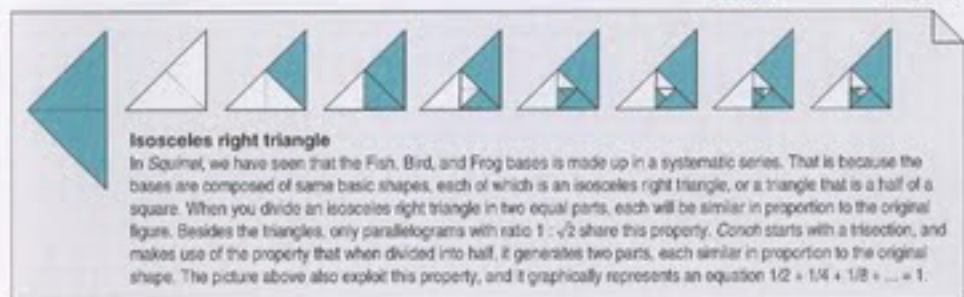 Isosceles right triangle
In Squirrel, we have seen that the Fish, Bird, and Frog bases is made up in a systematic series. That is because the
bases are composed of same basic shapes, each of which is an isosceles right triangle, or a triangle that is a half of a
square. When you divide an isosceles right triangle in two equal parts, each will be similar in proportion to the original
figure. Besides the triangles, only parallelograms with ratio 1 : √2 share this property. Conch starts with a trisection, and
makes use of the property that when divided into half, it generates two parts, each similar in proportion to the original
shape. The picture above also exploit this property, and it graphically represents an equation 1/2 + 1/4 + 1/8 + ... = 1.